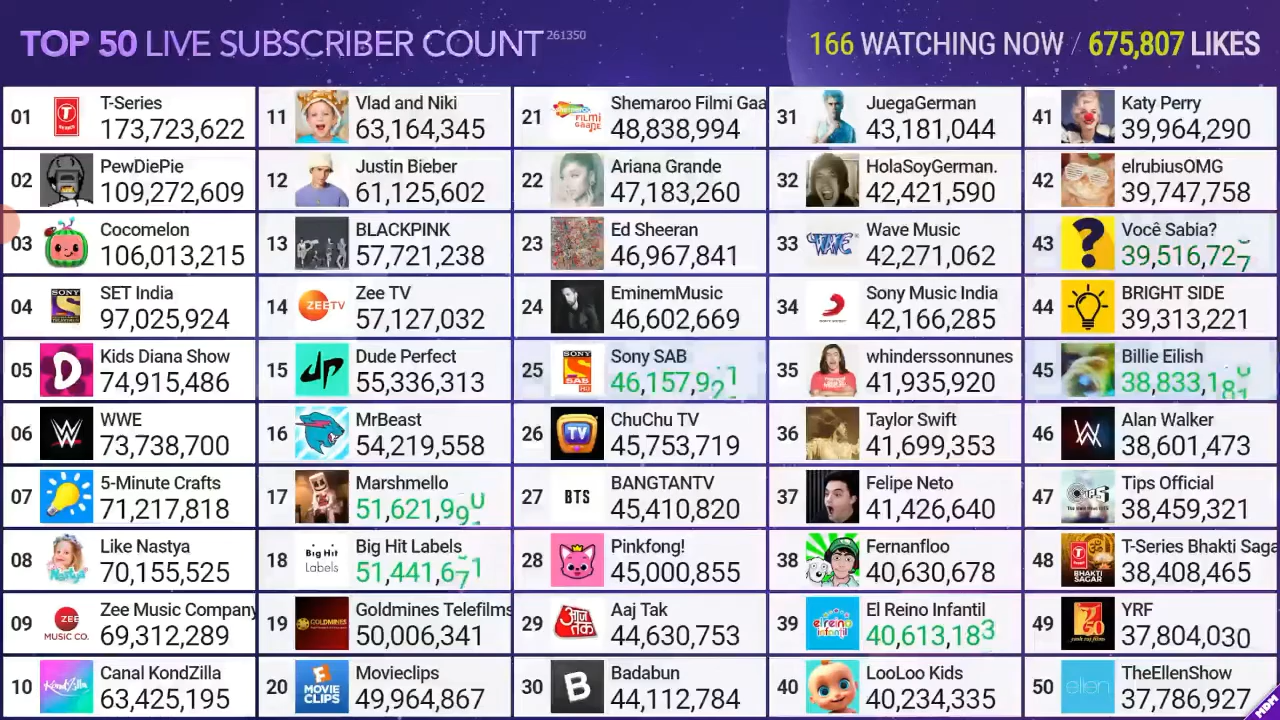 TOP 50 LIVE SUBSCRIBER COUNT 261350
166 WATCHING NOW / 675,807 LIKES
01 T-Series
173,723,622
02 PewDiePie
109,272,609
03 Cocomelon
106,013,215
04 SET India
97,025,924
05 Kids Diana Show
74,915,486
06 WWE
73,738,700
07 5-Minute Crafts
71,217,818
08 Like Nastya
70,155,525
09 Zee Music Company
69,312,289
10 Canal KondZilla
63,425,195
11 Vlad and Niki
63,164,345
12 Justin Bieber
61,125,602
13 BLACKPINK
57,721,238
14 Zee TV
57,127,032
15 Dude Perfect
55,336,313
16 MrBeast
54,219,558
17 Marshmello
18 Big Hit Labels
19 Goldmines Telefilms
50,006,341
20 Movieclips
49,964,867
21 Shemaroo Filmi Gaa
48,838,994
22 Ariana Grande
47,183,260
23 Ed Sheeran
46,967,841
24 EminemMusic
46,602,669
25 Sony SAB
26 ChuChu TV
45,753,719
27 BANGTANTV
45,410,820
28 Pinkfong!
45,000,855
29 Aaj Tak
44,630,753
30 Badabun
44,112,784
31 JuegaGerman
43,181,044
32 HolaSoyGerman.
42,421,590
33 Wave Music
42,271,062
34 Sony Music India
42,166,285
35 whinderssonnunes
41,935,920
36 Taylor Swift
41,699,353
37 Felipe Neto
41,426,640
38 Fernanfloo
40,630,678
39 El Reino Infantil
40,613,183
40 LooLoo Kids
40,234,335
41 Katy Perry
39,964,290
42 elrubiusOMG
39,747,758
43 Você Sabia?
44 BRIGHT SIDE
39,313,221
45 Billie Eilish
46 Alan Walker
38,601,473
47 Tips Official
38,459,321
48 T-Series Bhakti Saga
38,408,465
49 YRF
37,804,030
50 TheEllenShow
37,786,927
MDM